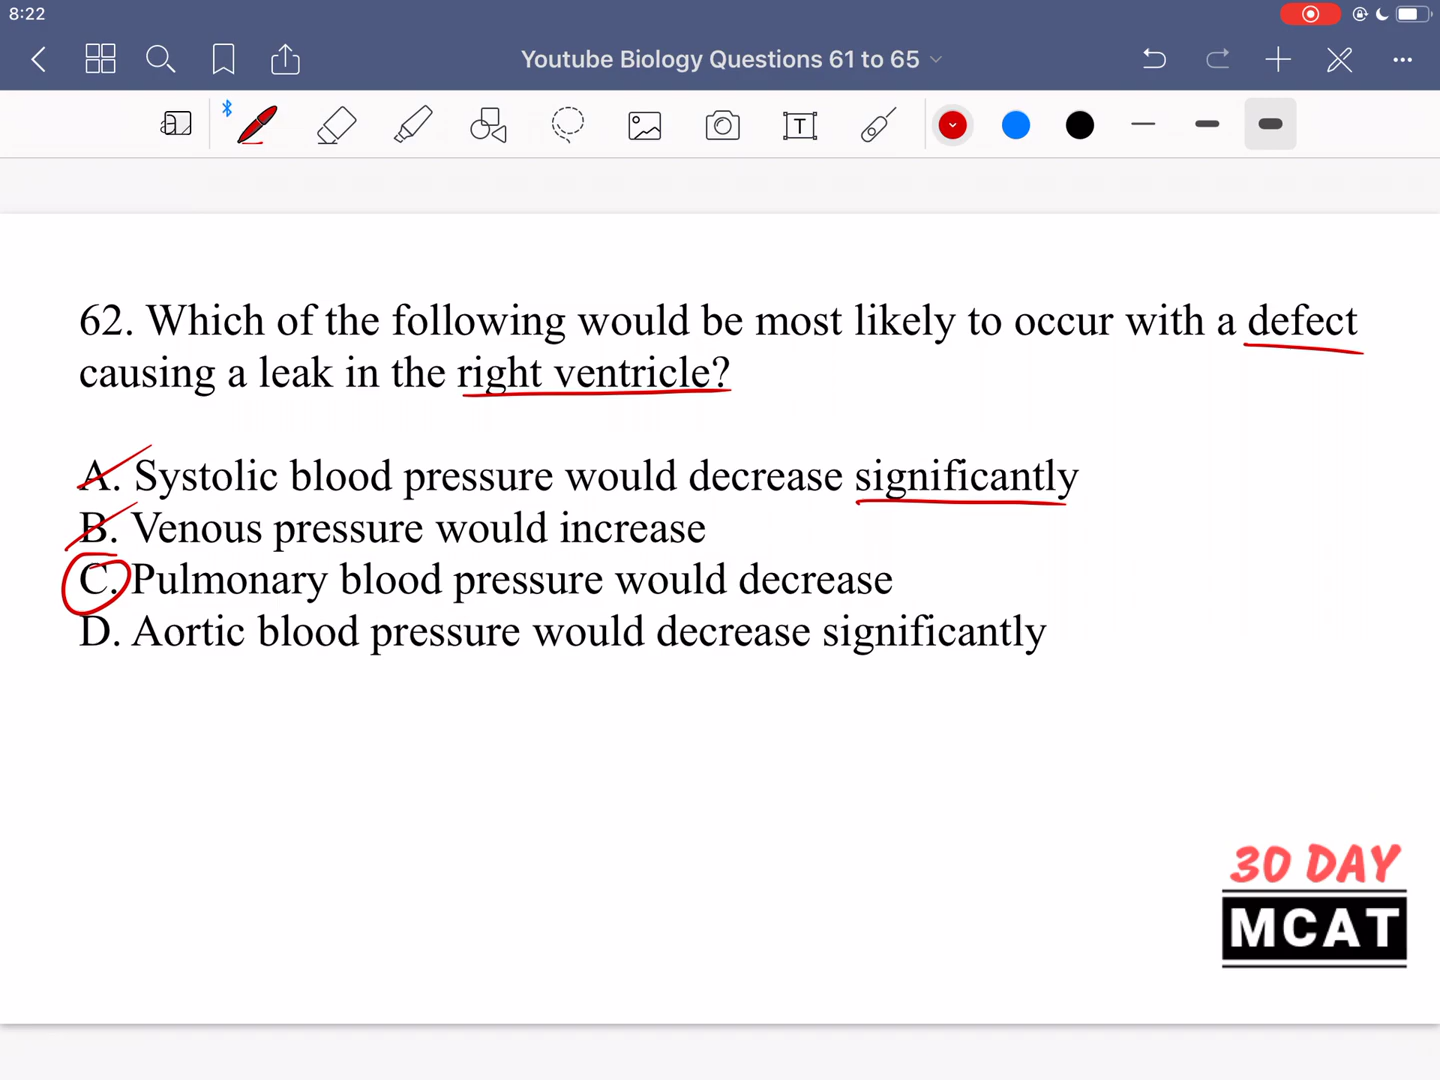 8:22
Youtube Biology Questions 61 to 65
62. Which of the following would be most likely to occur with a defect
causing a leak in the right ventricle?
A. Systolic blood pressure would decrease significantly
B. Venous pressure would increase
C. Pulmonary blood pressure would decrease
D. Aortic blood pressure would decrease significantly
30 DAY
MCAT